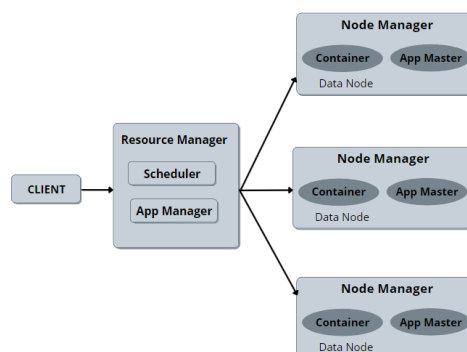 CLIENT
Resource Manager
Scheduler
App Manager
Node Manager
Container App Master
Data Node
Node Manager
Container App Master
Data Node
Node Manager
Container App Master
Data Node